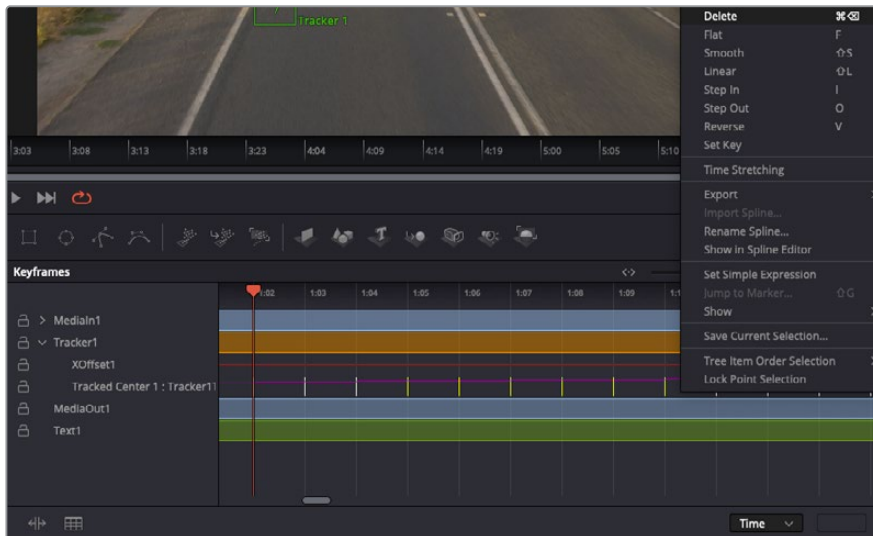 Tracker 1
3:03 3:08 3:13 3:18 3:23 4:04 4:09 4:14 4:19 5:00 5:05 5:10
Delete ⌘⌫
Flat F
Smooth ⇧S
Linear ⇧L
Step In I
Step Out O
Reverse V
Set Key
Time Stretching
Export
Import Spline...
Rename Spline...
Show in Spline Editor
Set Simple Expression
Jump to Marker... ⇧G
Show
Save Current Selection...
Tree Item Order Selection
Lock Point Selection
Keyframes
1:02 1:03 1:04 1:05 1:06 1:07 1:08 1:09
MediaIn1
Tracker1
XOffset1
Tracked Center 1 : Tracker1
MediaOut1
Text1
Time